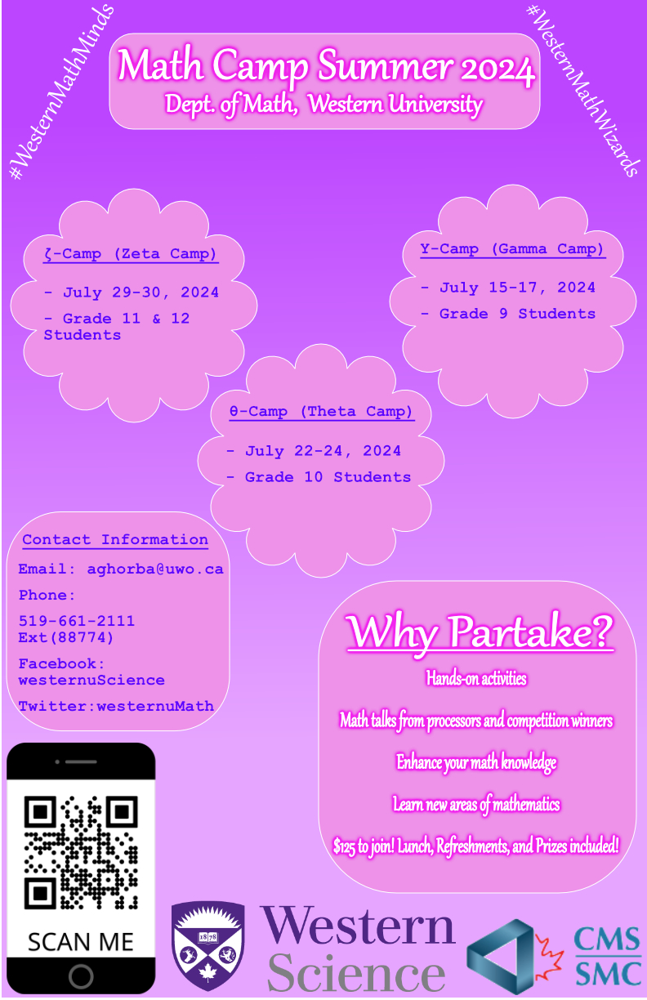 #WesternMathMinds
#WesternMathWizards
Math Camp Summer 2024
Dept. of Math, Western University
ζ-Camp (Zeta Camp)
- July 29-30, 2024
- Grade 11 & 12
Students
Υ-Camp (Gamma Camp)
- July 15-17, 2024
- Grade 9 Students
θ-Camp (Theta Camp)
- July 22-24, 2024
- Grade 10 Students
Contact Information
Email: aghorba@uwo.ca
Phone:
519-661-2111
Ext(88774)
Facebook:
westernuScience
Twitter:westernuMath
Why Partake?
Hands-on activities
Math talks from processors and competition winners
Enhance your math knowledge
Learn new areas of mathematics
$125 to join! Lunch, Refreshments, and Prizes included!
SCAN ME
1878
Western
Science
CMS
SMC